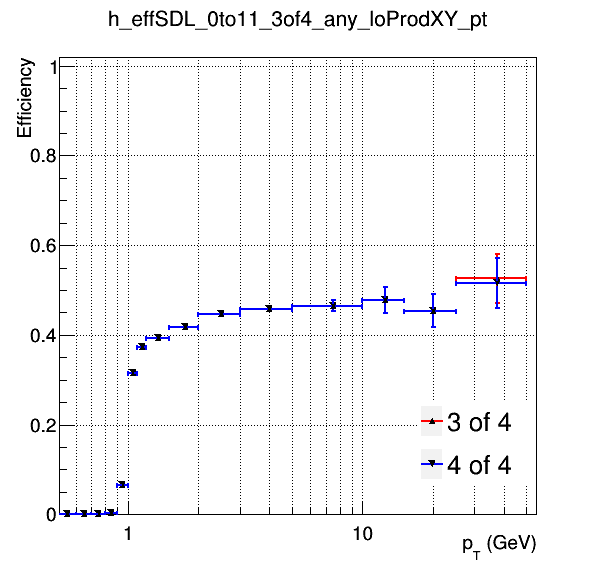 h_effSDL_0to11_3of4_any_loProdXY_pt
Efficiency
1
0.8
0.6
0.4
0.2
0
3 of 4
4 of 4
1
10
pT (GeV)